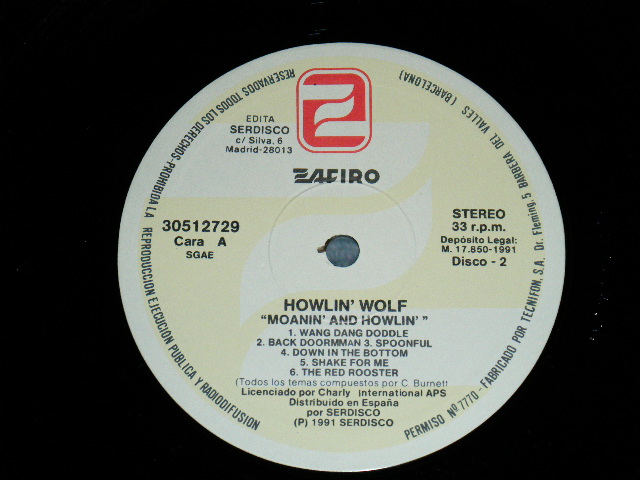 RESERVADOS TODOS LOS DERECHOS-PROHIBIDA LA REPRODUCCION EJECUCION PUBLICA Y RADIODIFUSION
EDITA
SERDISCO
c/ Silva, 6
Madrid-28013
ZAFIRO
30512729
Cara A
SGAE
STEREO
33 r.p.m.
Depósito Legal:
M. 17.850-1991
Disco - 2
HOWLIN' WOLF
"MOANIN' AND HOWLIN' "
1. WANG DANG DODDLE
2. BACK DOORMMAN 3. SPOONFUL
4. DOWN IN THE BOTTOM
5. SHAKE FOR ME
6. THE RED ROOSTER
(Todos los temas compuestos por C. Burnett
Licenciado por Charly International APS
Distribuido en España
por SERDISCO
(P) 1991 SERDISCO
PERMISO Nº 7770-FABRICADO POR TECNIFON, S.A. Dr. Fleming, 5 BARBERA DEL VALLES (BARCELONA)